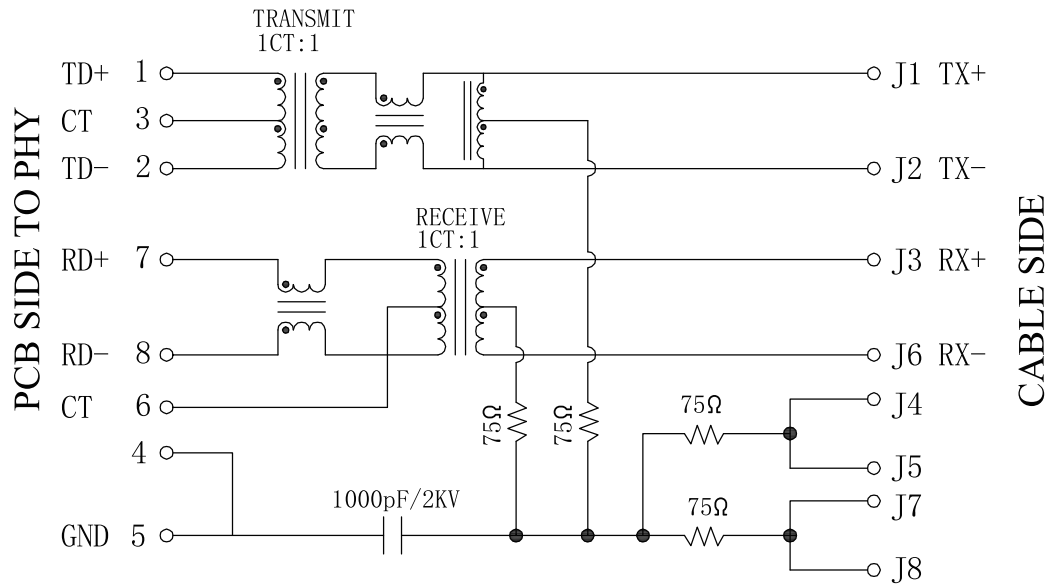 TRANSMIT
1CT:1
TD+ 1
J1 TX+
CT 3
TD- 2
J2 TX-
PCB SIDE TO PHY
CABLE SIDE
RECEIVE
1CT:1
RD+ 7
J3 RX+
RD- 8
J6 RX-
CT 6
75Ω
75Ω
75Ω
J4
4
J5
1000pF/2KV
75Ω
J7
GND 5
J8